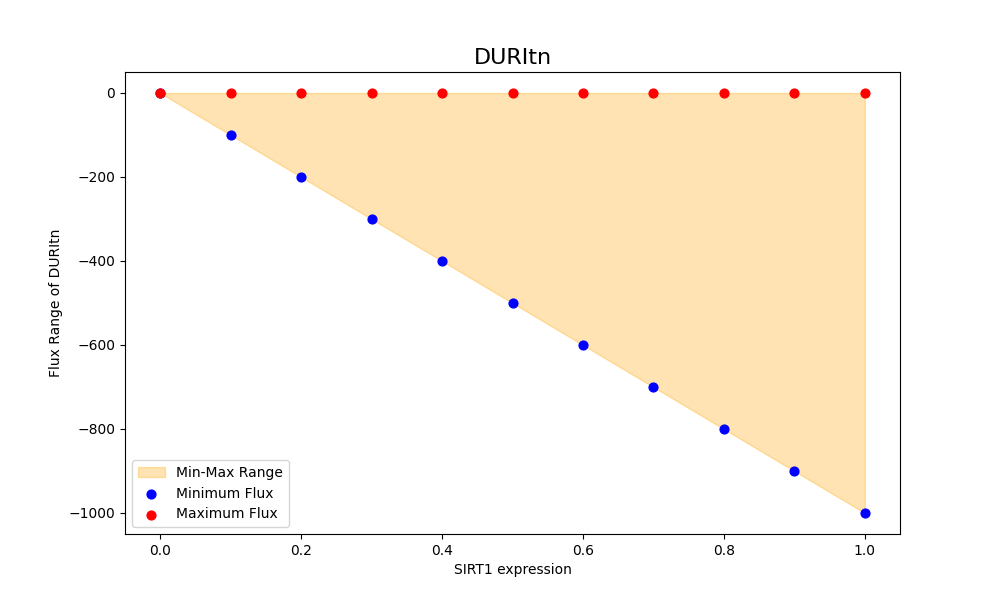 DURItn
0
−200
−400
−600
−800
−1000
Flux Range of DURItn
Min-Max Range
Minimum Flux
Maximum Flux
0.0 0.2 0.4 0.6 0.8 1.0
SIRT1 expression